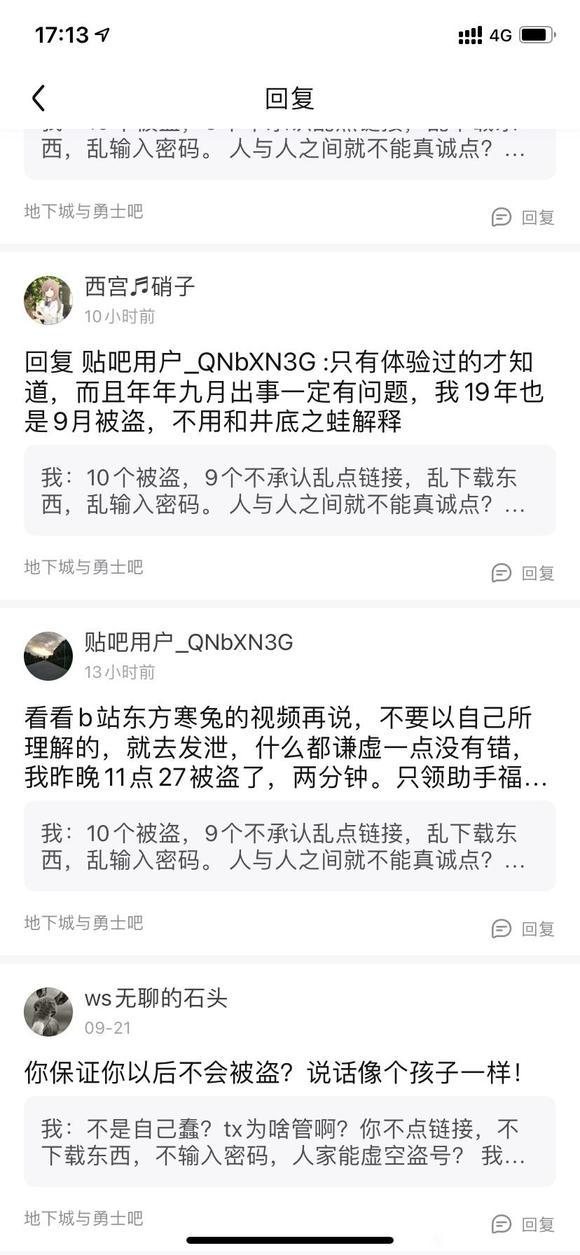 17:13
4G
回复
西，乱输入密码。 人与人之间就不能真诚点？ ...
地下城与勇士吧
回复
西宫♬硝子
10小时前
回复 贴吧用户_QNbXN3G :只有体验过的才知
道，而且年年九月出事一定有问题，我19年也
是9月被盗，不用和井底之蛙解释
我：10个被盗，9个不承认乱点链接，乱下载东
西，乱输入密码。 人与人之间就不能真诚点？ ...
地下城与勇士吧
回复
贴吧用户_QNbXN3G
13小时前
看看b站东方寒兔的视频再说，不要以自己所
理解的，就去发泄，什么都谦虚一点没有错，
我昨晚11点27被盗了，两分钟。只领助手福...
我：10个被盗，9个不承认乱点链接，乱下载东
西，乱输入密码。 人与人之间就不能真诚点？ ...
地下城与勇士吧
回复
ws无聊的石头
09-21
你保证你以后不会被盗？说话像个孩子一样！
我：不是自己蠢？tx为啥管啊？你不点链接，不
下载东西，不输入密码，人家能虚空盗号？ 我...
地下城与勇士吧
回复